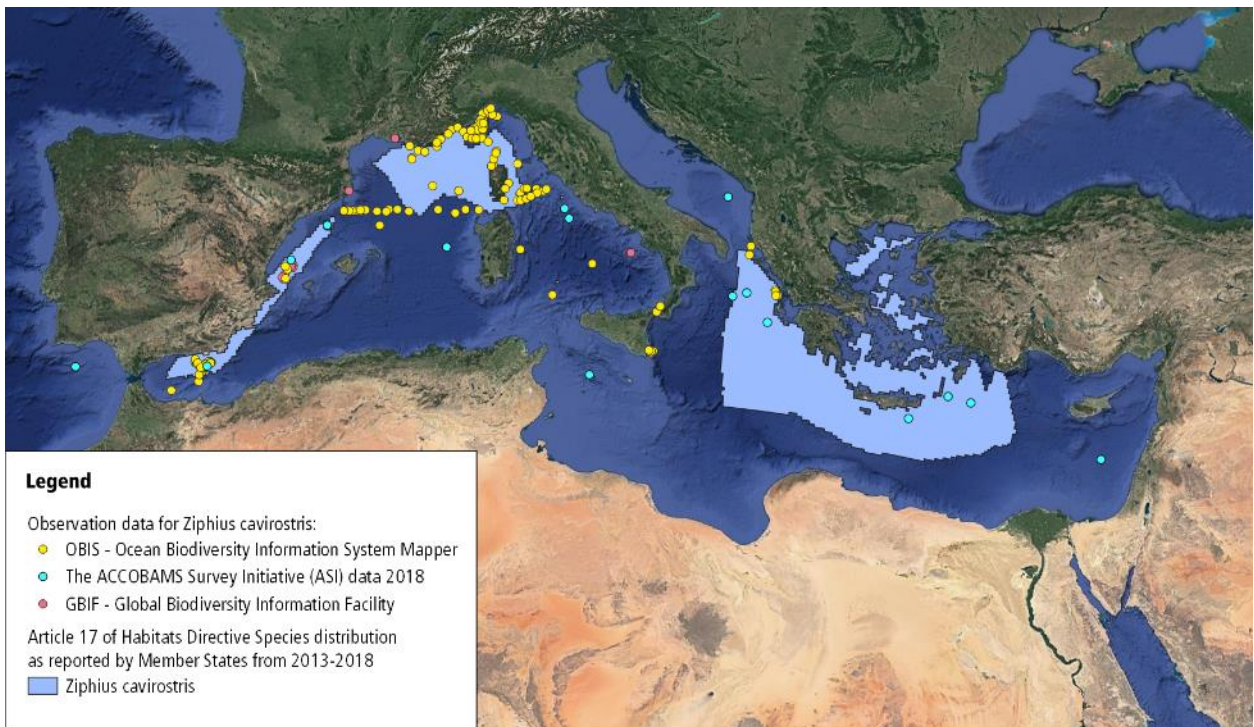 Legend
Observation data for Ziphius cavirostris:
OBIS - Ocean Biodiversity Information System Mapper
The ACCOBAMS Survey Initiative (ASI) data 2018
GBIF - Global Biodiversity Information Facility
Article 17 of Habitats Directive Species distribution
as reported by Member States from 2013-2018
Ziphius cavirostris